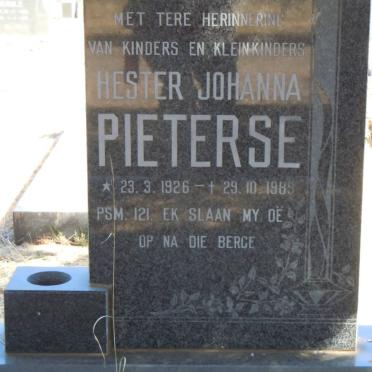 MET TERE HERINNERING
VAN KINDERS EN KLEINKINDERS
HESTER JOHANNA
PIETERSE
★ 23. 3. 1926 — † 29. 10. 1989
PSM. 121. EK SLAAN MY OË
OP NA DIE BERGE